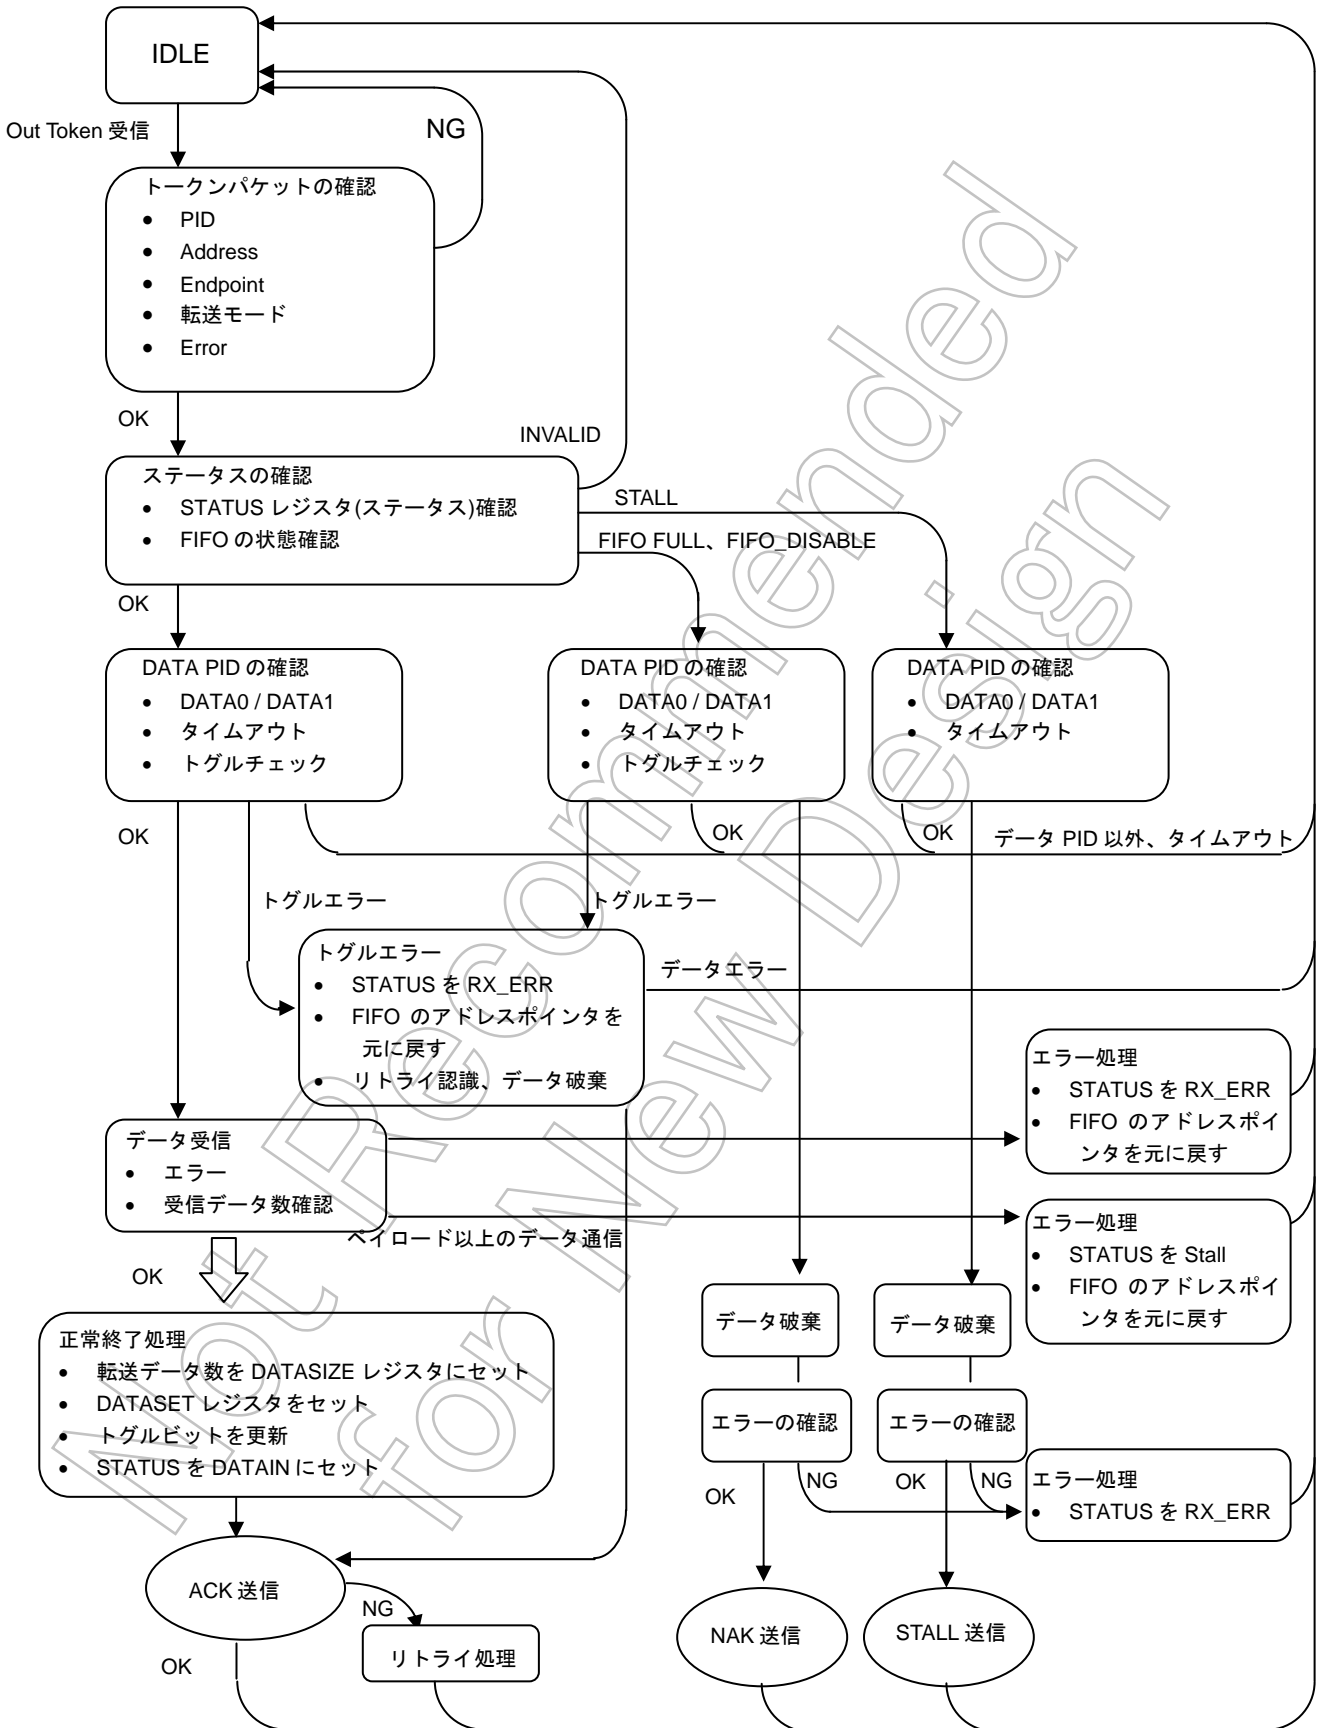 IDLE
Out Token 受信
NG
トークンパケットの確認
• PID
• Address
• Endpoint
• 転送モード
• Error
OK
INVALID
ステータスの確認
• STATUS レジスタ(ステータス)確認
• FIFO の状態確認
STALL
FIFO FULL、FIFO_DISABLE
OK
DATA PID の確認
• DATA0 / DATA1
• タイムアウト
• トグルチェック
DATA PID の確認
• DATA0 / DATA1
• タイムアウト
• トグルチェック
DATA PID の確認
• DATA0 / DATA1
• タイムアウト
OK
OK
OK
データ PID 以外、タイムアウト
トグルエラー
トグルエラー
トグルエラー
• STATUS を RX_ERR
• FIFO のアドレスポインタを
元に戻す
• リトライ認識、データ破棄
データエラー
エラー処理
• STATUS を RX_ERR
• FIFO のアドレスポイ
ンタを元に戻す
データ受信
• エラー
• 受信データ数確認
ペイロード以上のデータ通信
エラー処理
• STATUS を Stall
• FIFO のアドレスポイ
ンタを元に戻す
OK
データ破棄
データ破棄
正常終了処理
• 転送データ数を DATASIZE レジスタにセット
• DATASET レジスタをセット
• トグルビットを更新
• STATUS を DATAIN にセット
エラーの確認
エラーの確認
OK
NG
OK
NG
エラー処理
• STATUS を RX_ERR
ACK 送信
NG
リトライ処理
OK
NAK 送信
STALL 送信
Not Recommended
for New Design